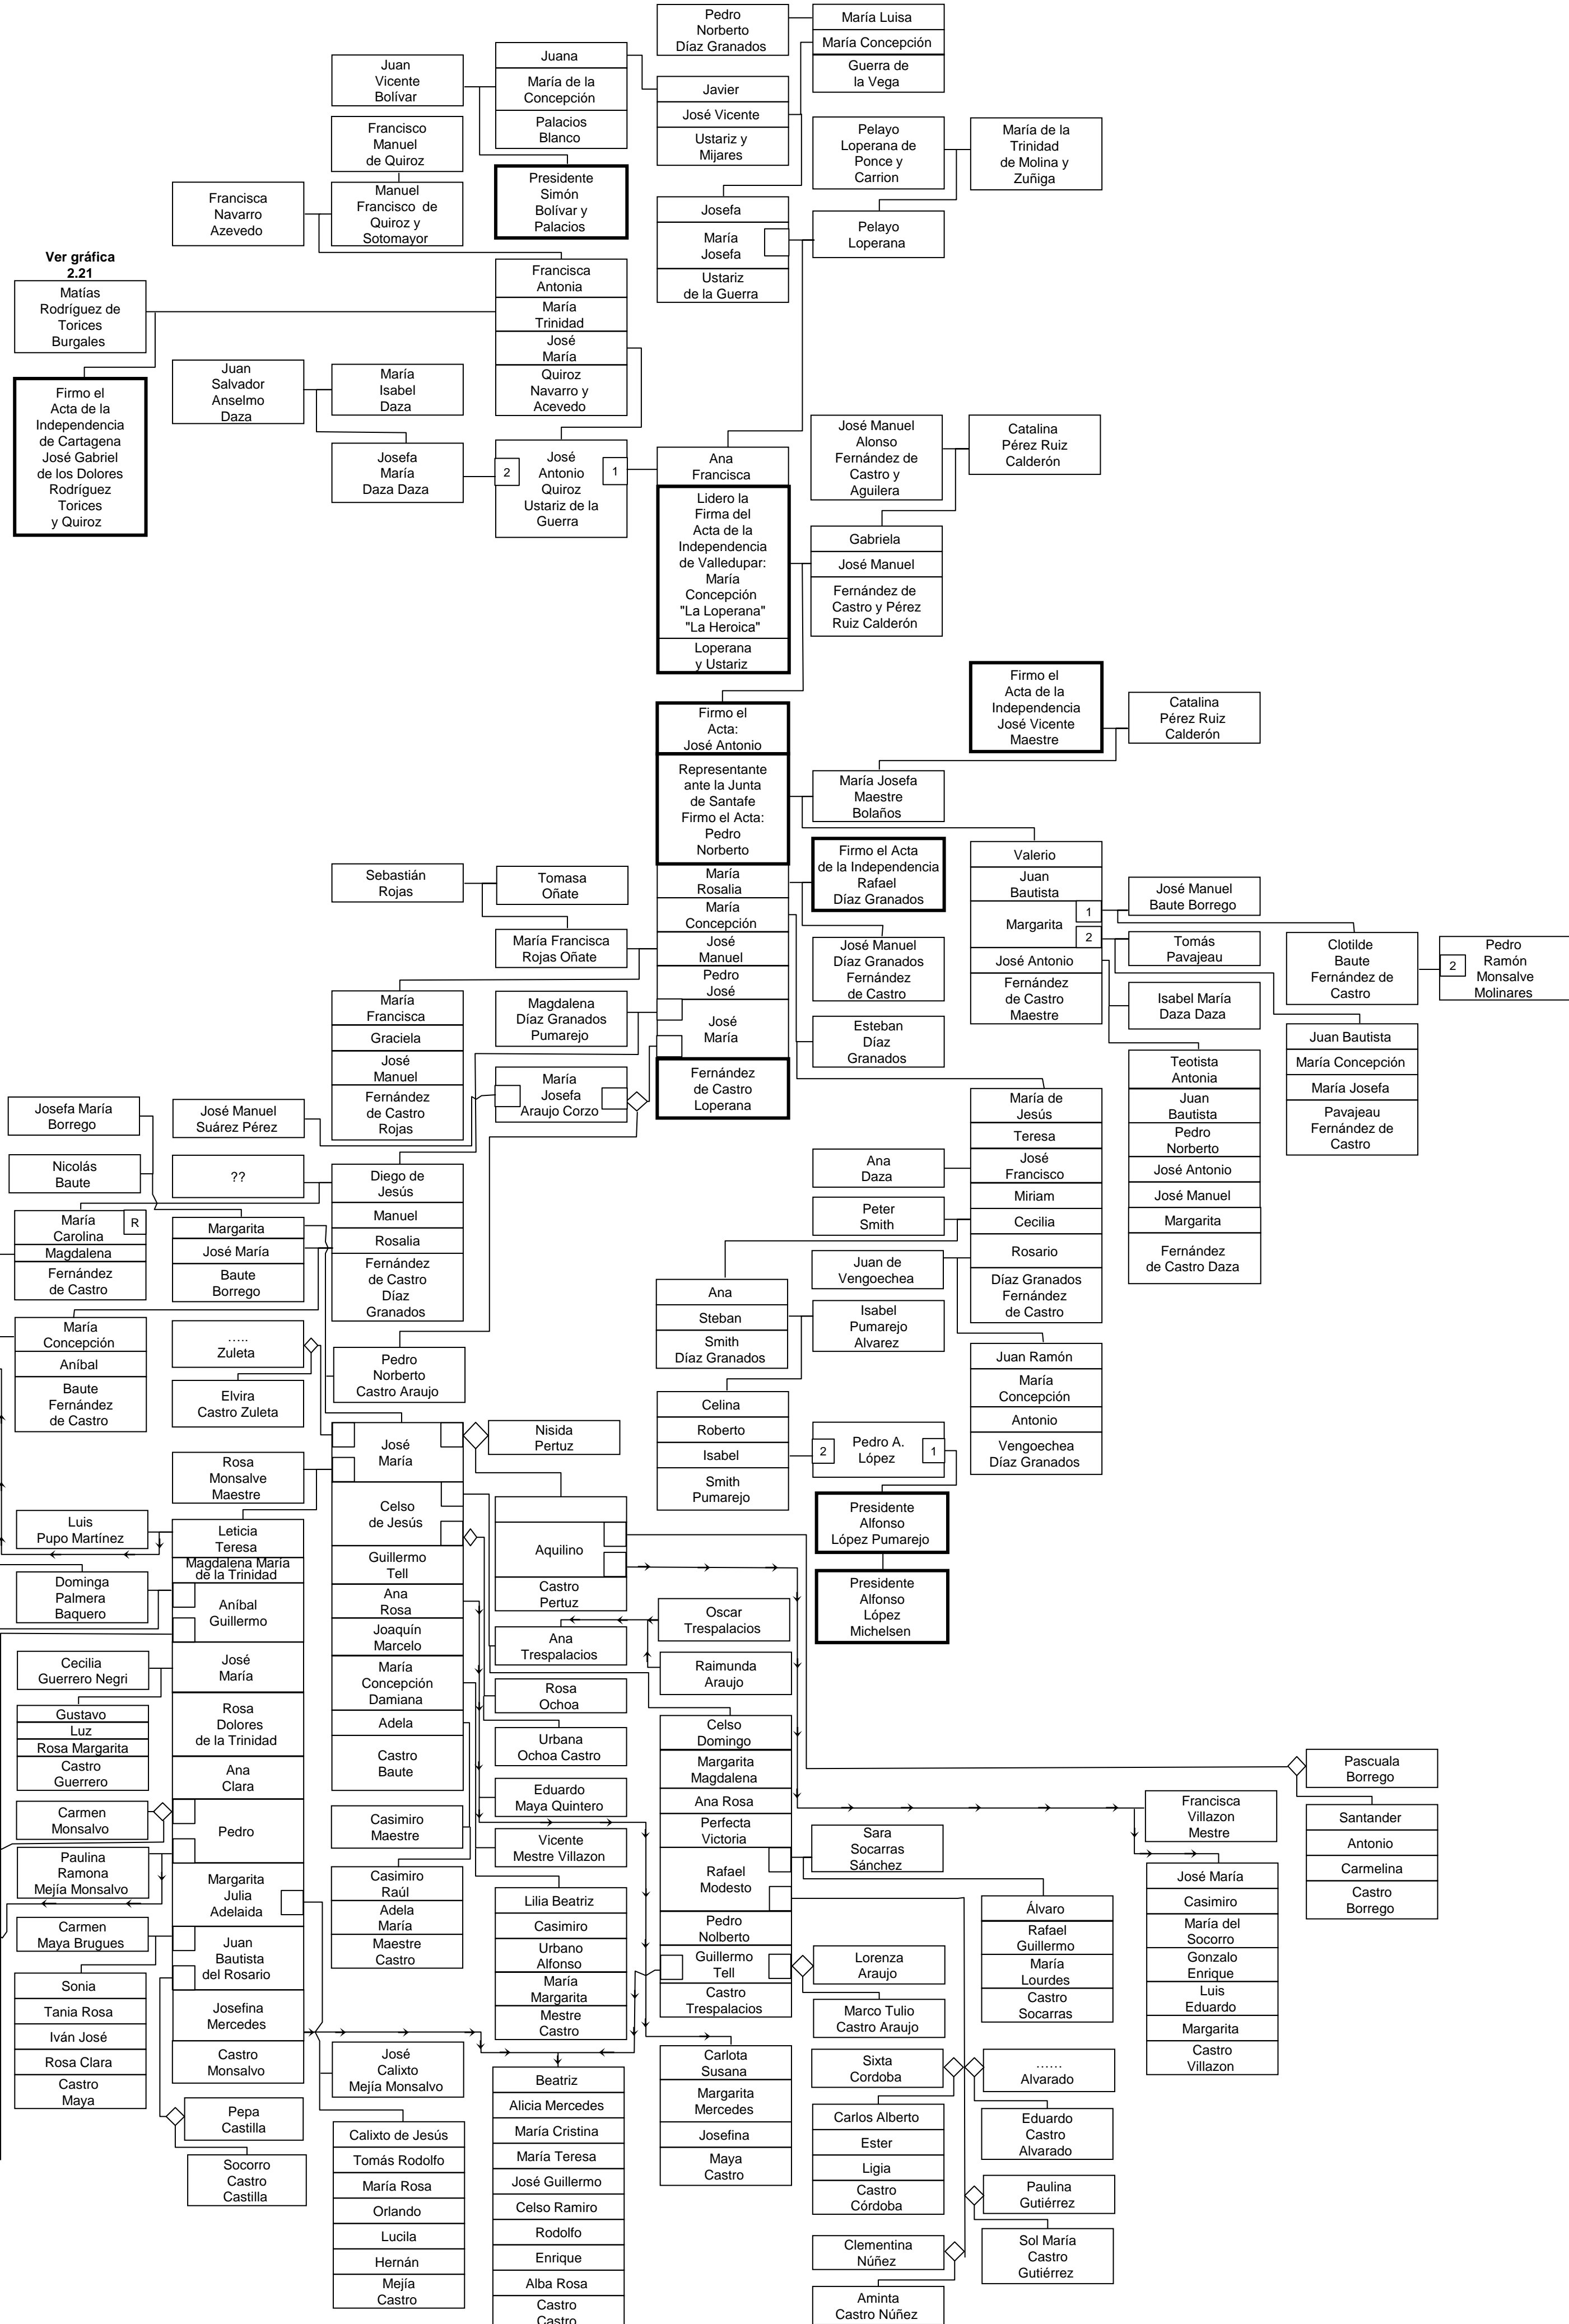 Pedro
Norberto
Díaz Granados
María Luisa
María Concepción
Guerra de
la Vega
Juan
Vicente
Bolívar
Juana
María de la
Concepción
Palacios
Blanco
Javier
José Vicente
Ustariz y
Mijares
Francisco
Manuel
de Quiroz
Pelayo
Loperana de
Ponce y
Carrion
María de la
Trinidad
de Molina y
Zuñiga
Presidente
Simón
Bolívar y
Palacios
Francisca
Navarro
Azevedo
Manuel
Francisco de
Quiroz y
Sotomayor
Josefa
María
Josefa
Ustariz
de la Guerra
Pelayo
Loperana
Ver gráfica
2.21
Matías
Rodríguez de
Torices
Burgales
Francisca
Antonia
María
Trinidad
José
María
Quiroz
Navarro y
Acevedo
Firmo el
Acta de la
Independencia
de Cartagena
José Gabriel
de los Dolores
Rodríguez
Torices
y Quiroz
Juan
Salvador
Anselmo
Daza
María
Isabel
Daza
Josefa
María
Daza Daza
2
José
Antonio
Quiroz
Ustariz de la
Guerra
1
Ana
Francisca
Lidero la
Firma del
Acta de la
Independencia
de Valledupar:
María
Concepción
"La Loperana"
"La Heroica"
Loperana
y Ustariz
José Manuel
Alonso
Fernández de
Castro y
Aguilera
Catalina
Pérez Ruiz
Calderón
Gabriela
José Manuel
Fernández de
Castro y Pérez
Ruiz Calderón
Firmo el
Acta de la
Independencia
José Vicente
Maestre
Catalina
Pérez Ruiz
Calderón
Firmo el
Acta:
José Antonio
Representante
ante la Junta
de Santafe
Firmo el Acta:
Pedro
Norberto
María
Rosalia
María
Concepción
José
Manuel
Pedro
José
José
María
Fernández
de Castro
Loperana
María Josefa
Maestre
Bolaños
Firmo el Acta
de la Independencia
Rafael
Díaz Granados
José Manuel
Díaz Granados
Fernández
de Castro
Esteban
Díaz
Granados
Valerio
Juan
Bautista
Margarita
1
2
José Antonio
Fernández
de Castro
Maestre
José Manuel
Baute Borrego
Tomás
Pavajeau
Isabel María
Daza Daza
Clotilde
Baute
Fernández de
Castro
2
Pedro
Ramón
Monsalve
Molinares
Juan Bautista
María Concepción
María Josefa
Pavajeau
Fernández de
Castro
Teotista
Antonia
Juan
Bautista
Pedro
Norberto
José Antonio
José Manuel
Margarita
Fernández
de Castro Daza
Sebastián
Rojas
Tomasa
Oñate
María Francisca
Rojas Oñate
María
Francisca
Graciela
José
Manuel
Fernández
de Castro
Rojas
Magdalena
Díaz Granados
Pumarejo
María
Josefa
Araujo Corzo
Josefa María
Borrego
José Manuel
Suárez Pérez
Nicolás
Baute
??
Diego de
Jesús
Manuel
Rosalia
Fernández
de Castro
Díaz
Granados
María
Carolina
R
Magdalena
Fernández
de Castro
Margarita
José María
Baute
Borrego
María
Concepción
Aníbal
Baute
Fernández
de Castro
.....
Zuleta
Elvira
Castro Zuleta
Pedro
Norberto
Castro Araujo
María de
Jesús
Teresa
José
Francisco
Miriam
Cecilia
Rosario
Díaz Granados
Fernández
de Castro
Ana
Daza
Peter
Smith
Juan de
Vengoechea
Ana
Steban
Smith
Díaz Granados
Isabel
Pumarejo
Alvarez
Juan Ramón
María
Concepción
Antonio
Vengoechea
Díaz Granados
Celina
Roberto
Isabel
Smith
Pumarejo
2
Pedro A.
López
1
Presidente
Alfonso
López Pumarejo
Presidente
Alfonso
López
Michelsen
José
María
Celso
de Jesús
Guillermo
Tell
Ana
Rosa
Joaquín
Marcelo
María
Concepción
Damiana
Adela
Castro
Baute
Nisida
Pertuz
Aquilino
Castro
Pertuz
Rosa
Monsalve
Maestre
Luis
Pupo Martínez
Dominga
Palmera
Baquero
Leticia
Teresa
Magdalena María
de la Trinidad
Aníbal
Guillermo
José
María
Rosa
Dolores
de la Trinidad
Ana
Clara
Pedro
Margarita
Julia
Adelaida
Juan
Bautista
del Rosario
Josefina
Mercedes
Castro
Monsalvo
Cecilia
Guerrero Negri
Gustavo
Luz
Rosa Margarita
Castro
Guerrero
Carmen
Monsalvo
Paulina
Ramona
Mejía Monsalvo
Carmen
Maya Brugues
Sonia
Tania Rosa
Iván José
Rosa Clara
Castro
Maya
Pepa
Castilla
Socorro
Castro
Castilla
Ana
Trespalacios
Oscar
Trespalacios
Raimunda
Araujo
Rosa
Ochoa
Urbana
Ochoa Castro
Eduardo
Maya Quintero
Vicente
Mestre Villazon
Casimiro
Maestre
Casimiro
Raúl
Adela
María
Maestre
Castro
Lilia Beatriz
Casimiro
Urbano
Alfonso
María
Margarita
Mestre
Castro
José
Calixto
Mejía Monsalvo
Calixto de Jesús
Tomás Rodolfo
María Rosa
Orlando
Lucila
Hernán
Mejía
Castro
Beatriz
Alicia Mercedes
María Cristina
María Teresa
José Guillermo
Celso Ramiro
Rodolfo
Enrique
Alba Rosa
Castro
Castro
Celso
Domingo
Margarita
Magdalena
Ana Rosa
Perfecta
Victoria
Rafael
Modesto
Pedro
Nolberto
Guillermo
Tell
Castro
Trespalacios
Carlota
Susana
Margarita
Mercedes
Josefina
Maya
Castro
Sara
Socarras
Sánchez
Lorenza
Araujo
Marco Tulio
Castro Araujo
Álvaro
Rafael
Guillermo
María
Lourdes
Castro
Socarras
Sixta
Cordoba
......
Alvarado
Carlos Alberto
Ester
Ligia
Castro
Córdoba
Eduardo
Castro
Alvarado
Paulina
Gutiérrez
Clementina
Núñez
Sol María
Castro
Gutiérrez
Aminta
Castro Núñez
Francisca
Villazon
Mestre
José María
Casimiro
María del
Socorro
Gonzalo
Enrique
Luis
Eduardo
Margarita
Castro
Villazon
Pascuala
Borrego
Santander
Antonio
Carmelina
Castro
Borrego